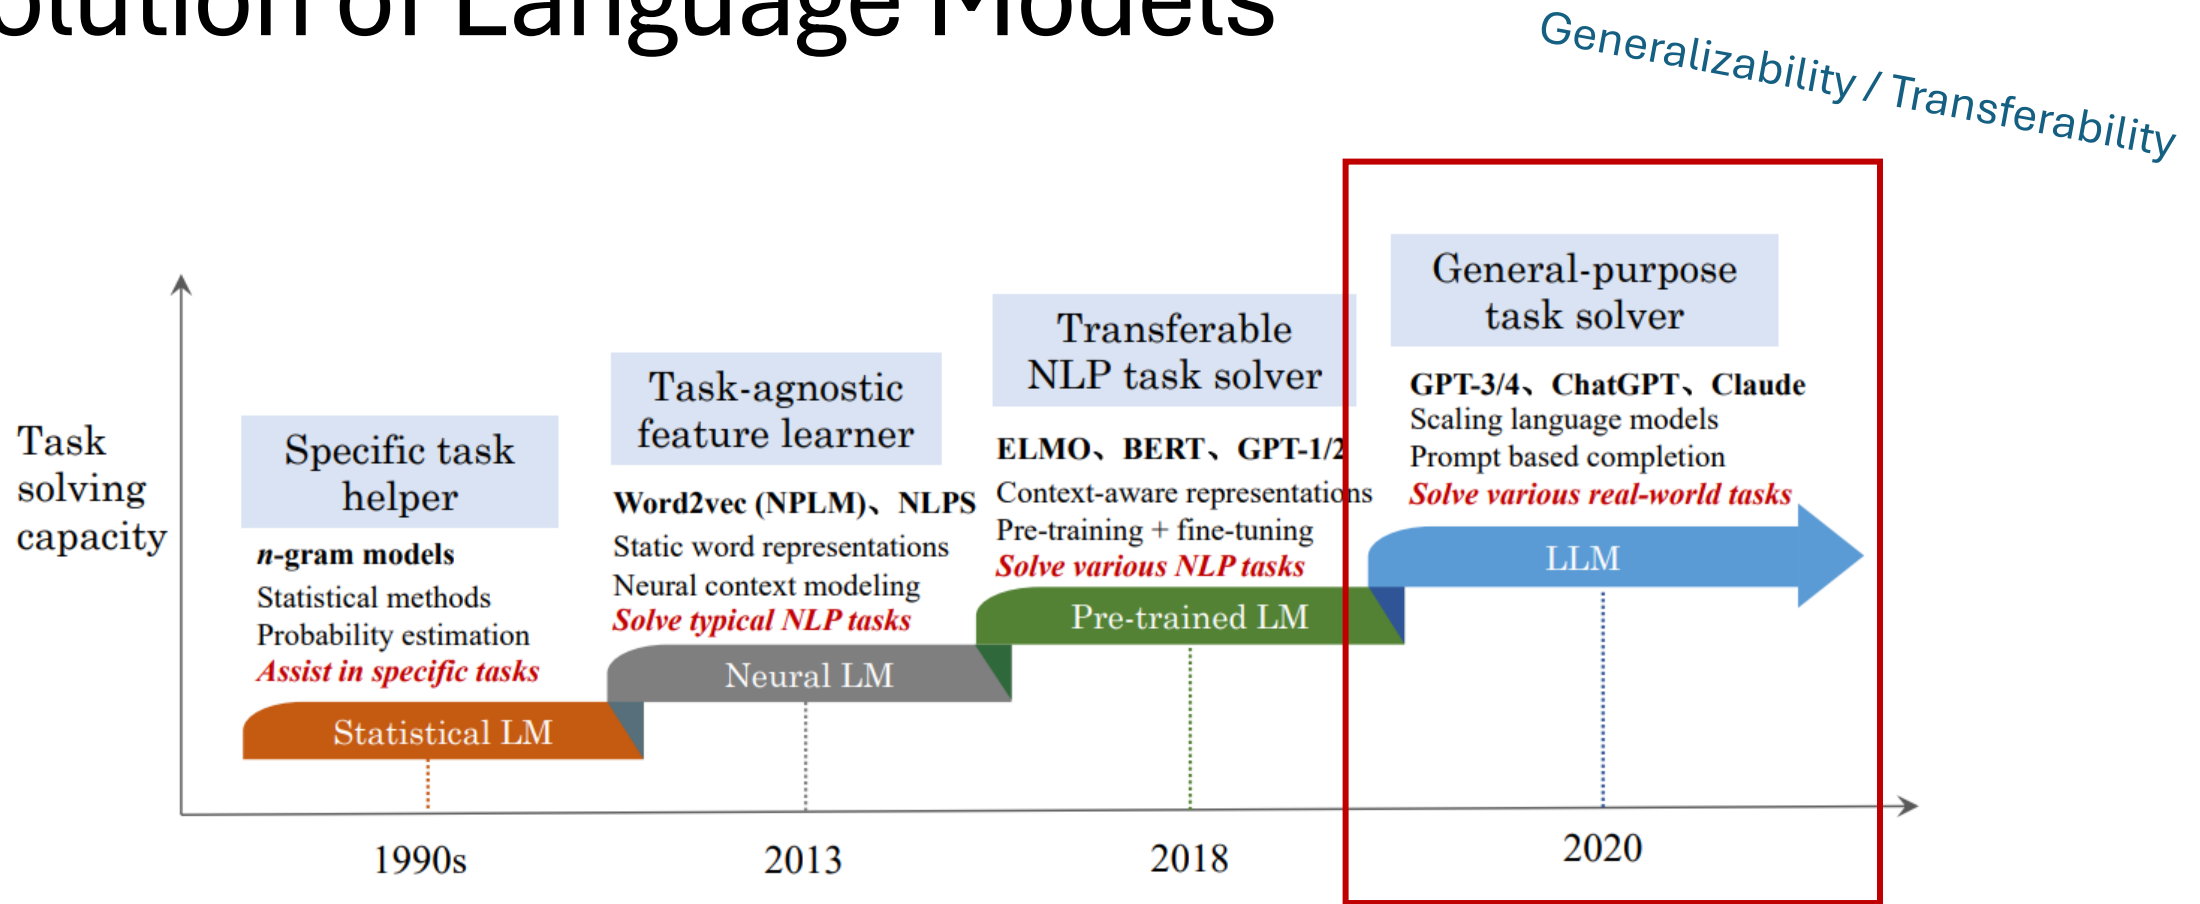 olution of Language Models
Generalizability / Transferability
Task
solving
capacity
Specific task
helper
n-gram models
Statistical methods
Probability estimation
Assist in specific tasks
Statistical LM
1990s
Task-agnostic
feature learner
Word2vec (NPLM)、NLPS
Static word representations
Neural context modeling
Solve typical NLP tasks
Neural LM
2013
Transferable
NLP task solver
ELMO、BERT、GPT-1/2
Context-aware representations
Pre-training + fine-tuning
Solve various NLP tasks
Pre-trained LM
2018
General-purpose
task solver
GPT-3/4、ChatGPT、Claude
Scaling language models
Prompt based completion
Solve various real-world tasks
LLM
2020